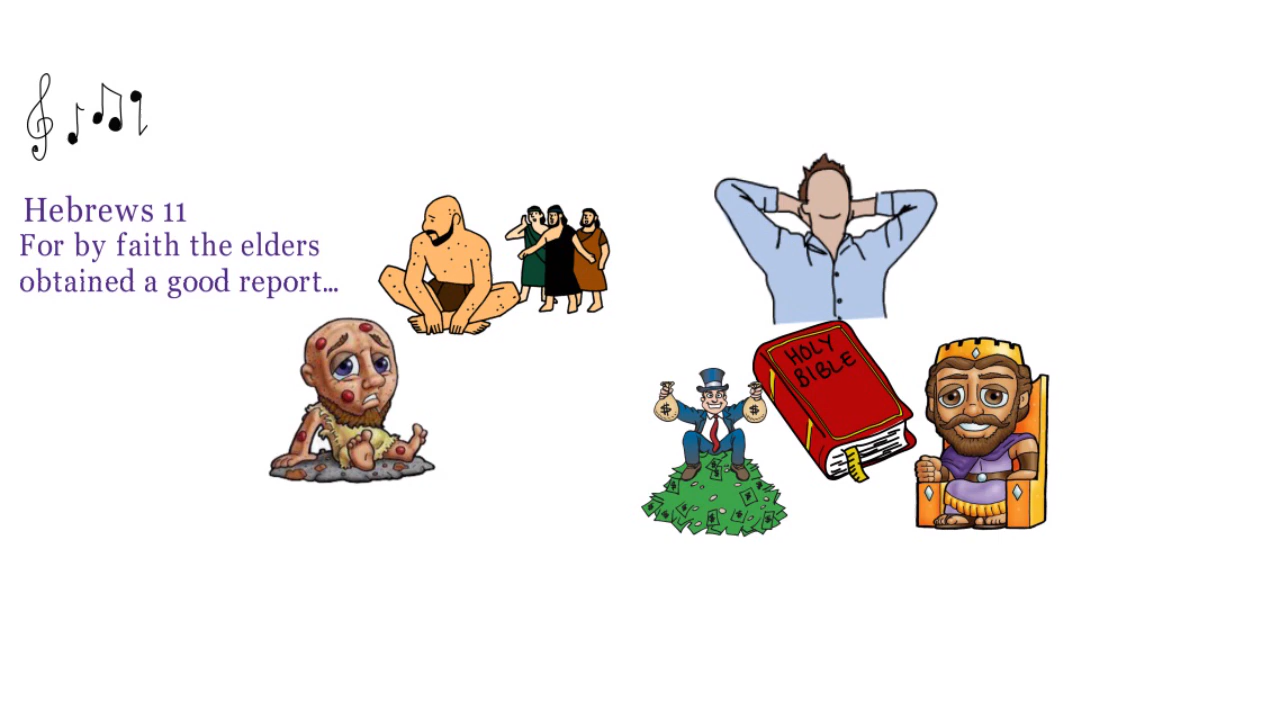 Hebrews 11
For by faith the elders
obtained a good report...
HOLY
BIBLE
$
$